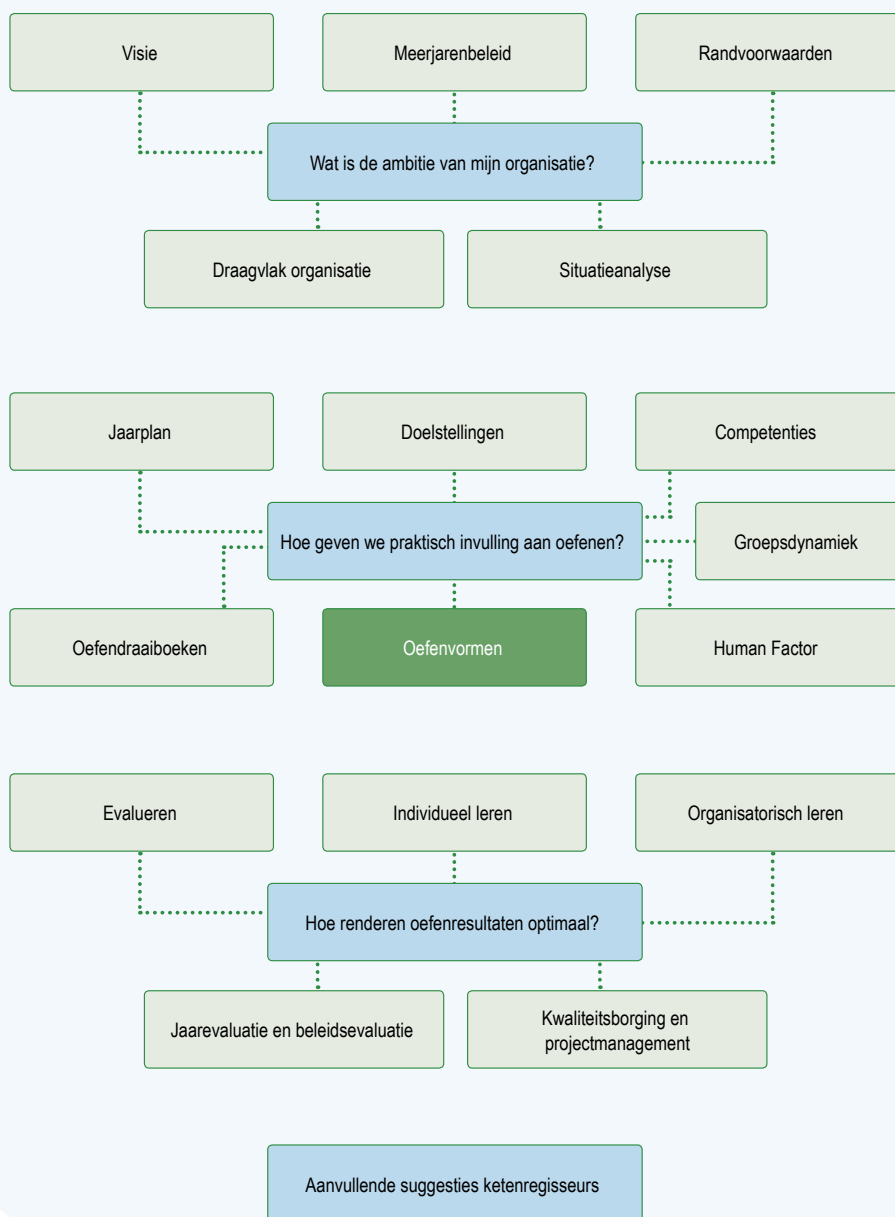 Visie
Meerjarenbeleid
Randvoorwaarden
Wat is de ambitie van mijn organisatie?
Draagvlak organisatie
Situatieanalyse
Jaarplan
Doelstellingen
Competenties
Hoe geven we praktisch invulling aan oefenen?
Groepsdynamiek
Oefendraaiboeken
Oefenvormen
Human Factor
Evalueren
Individueel leren
Organisatorisch leren
Hoe renderen oefenresultaten optimaal?
Jaarevaluatie en beleidsevaluatie
Kwaliteitsborging en
projectmanagement
Aanvullende suggesties ketenregisseurs